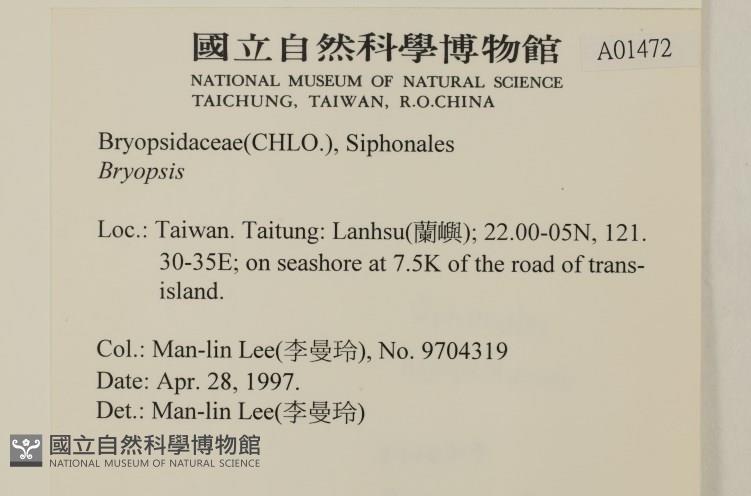 國立自然科學博物館
A01472
NATIONAL MUSEUM OF NATURAL SCIENCE
TAICHUNG, TAIWAN, R.O.CHINA
Bryopsidaceae(CHLO.), Siphonales
Bryopsis
Loc.: Taiwan. Taitung: Lanhsu(蘭嶼); 22.00-05N, 121.
30-35E; on seashore at 7.5K of the road of trans-
island.
Col.: Man-lin Lee(李曼玲), No. 9704319
Date: Apr. 28, 1997.
Det.: Man-lin Lee(李曼玲)
國立自然科學博物館
NATIONAL MUSEUM OF NATURAL SCIENCE